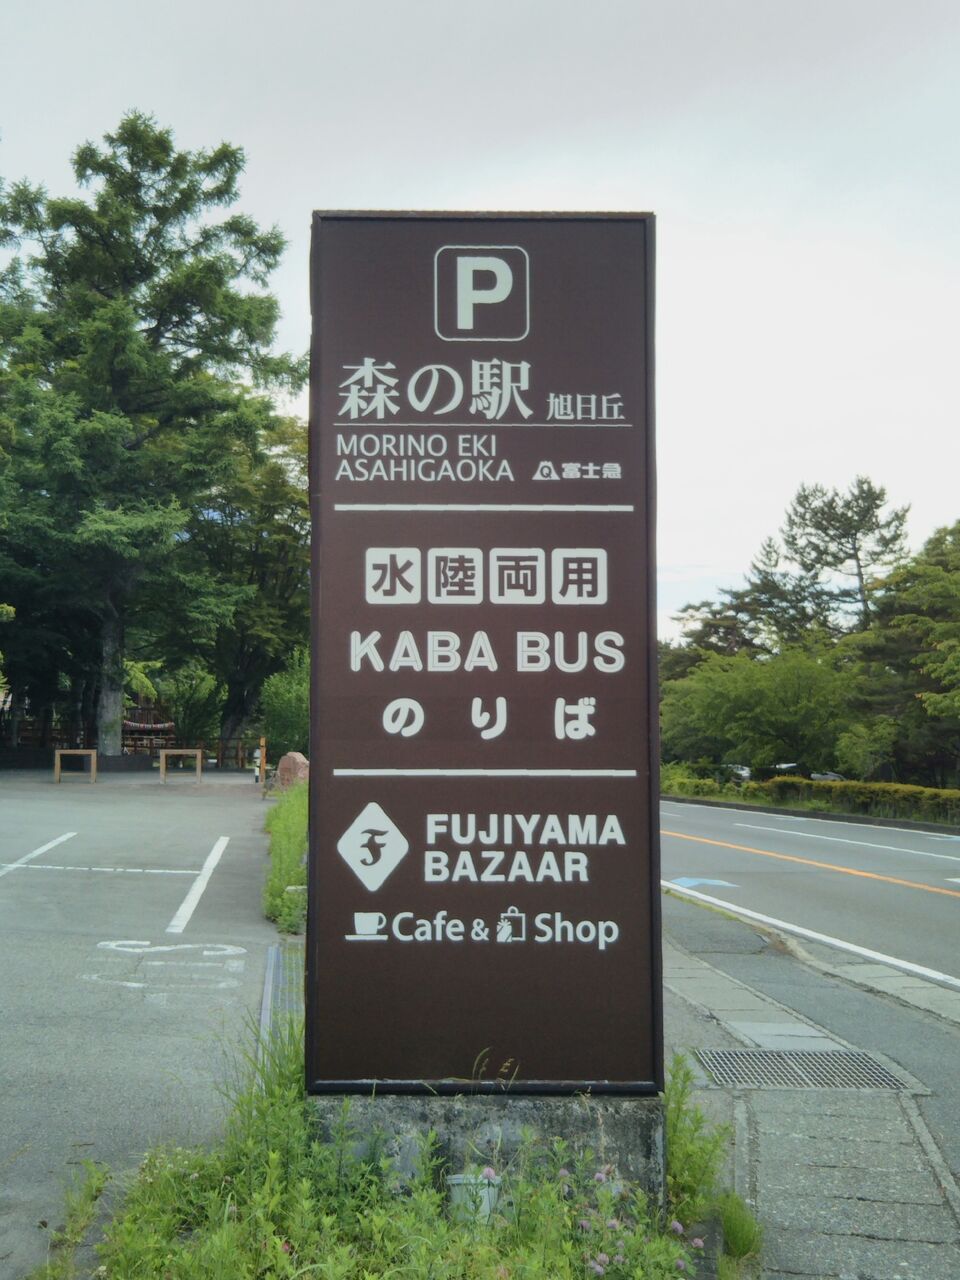 P
森の駅 旭日丘
MORINO EKI
ASAHIGAOKA 富士急
水陸両用
KABA BUS
のりば
F FUJIYAMA
BAZAAR
Cafe & Shop